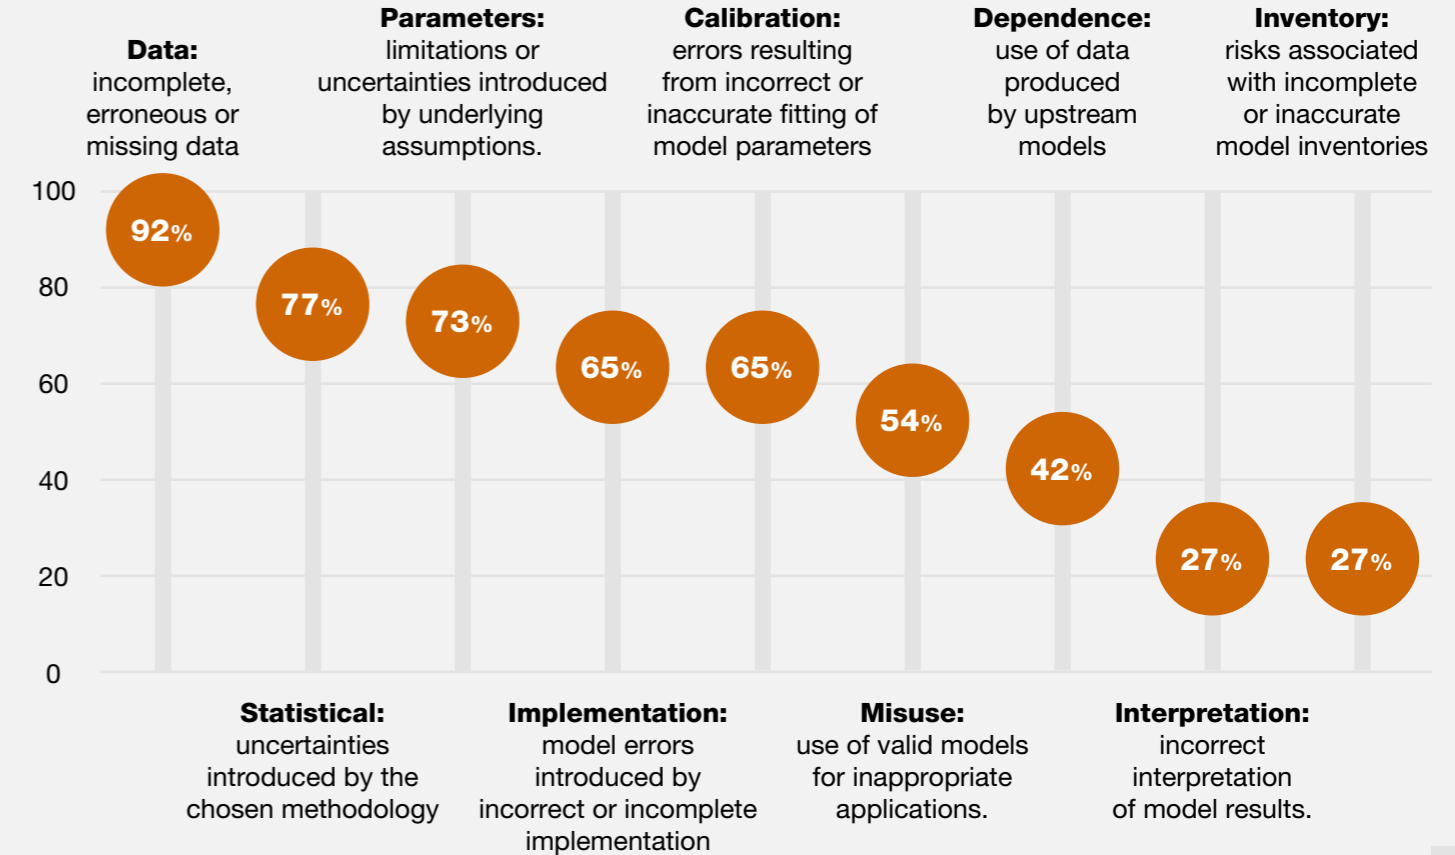 Data:
incomplete,
erroneous or
missing data
Parameters:
limitations or
uncertainties introduced
by underlying
assumptions.
Calibration:
errors resulting
from incorrect or
inaccurate fitting of
model parameters
Dependence:
use of data
produced
by upstream
models
Inventory:
risks associated
with incomplete
or inaccurate
model inventories
100
80
60
40
20
0
92%
77%
73%
65%
65%
54%
42%
27%
27%
Statistical:
uncertainties
introduced by the
chosen methodology
Implementation:
model errors
introduced by
incorrect or incomplete
implementation
Misuse:
use of valid models
for inappropriate
applications.
Interpretation:
incorrect
interpretation
of model results.